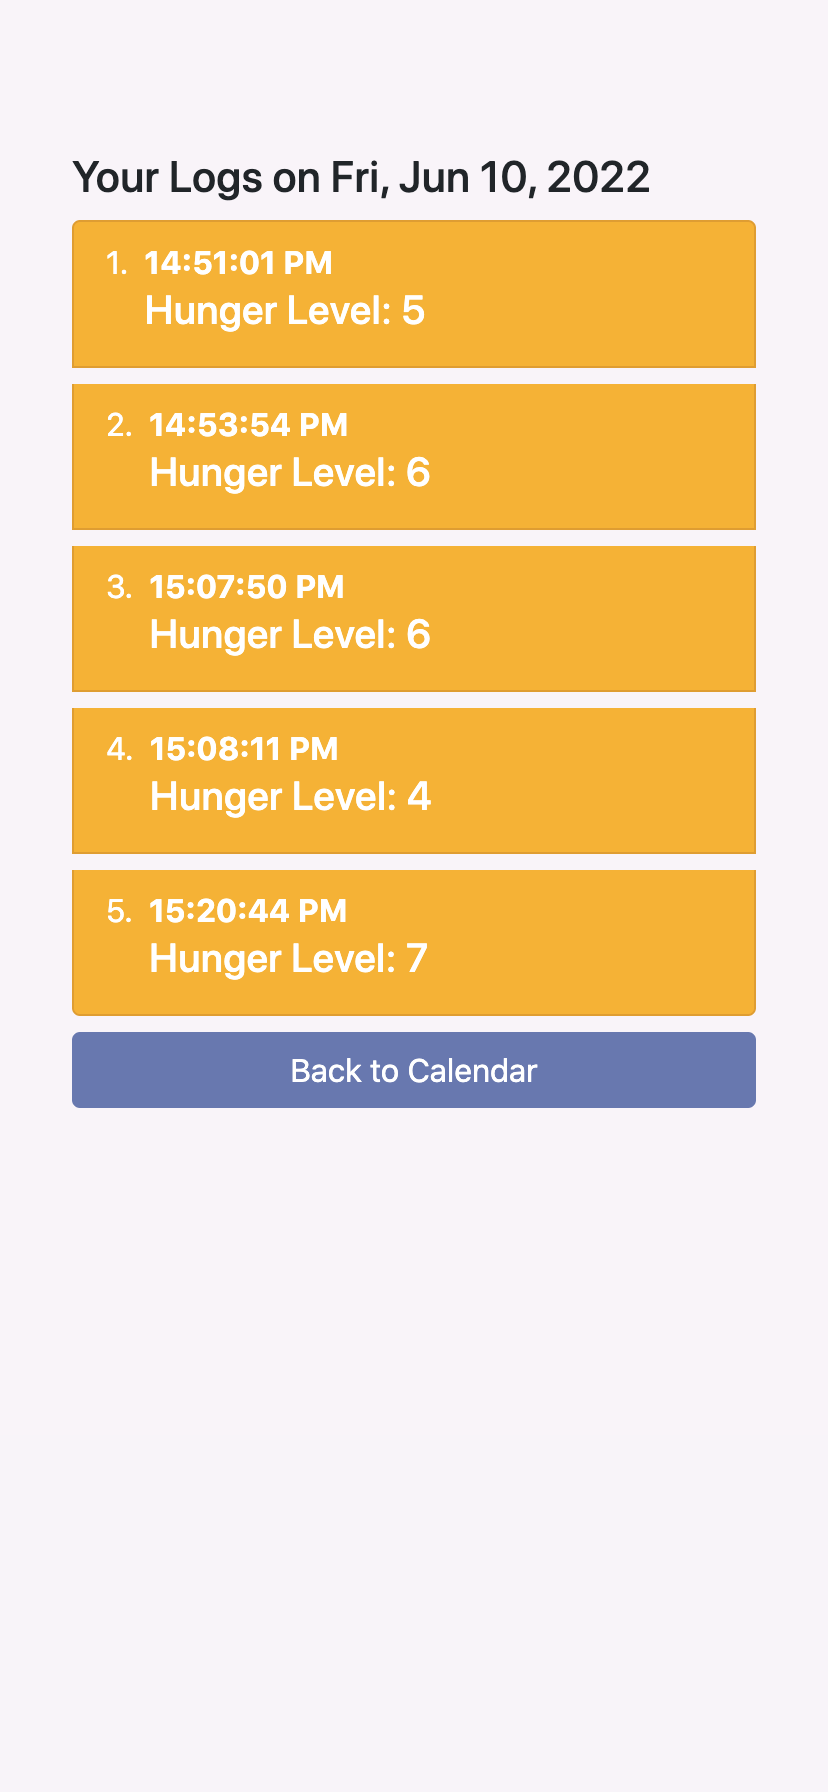 Your Logs on Fri, Jun 10, 2022
1. 14:51:01 PM
Hunger Level: 5
2. 14:53:54 PM
Hunger Level: 6
3. 15:07:50 PM
Hunger Level: 6
4. 15:08:11 PM
Hunger Level: 4
5. 15:20:44 PM
Hunger Level: 7
Back to Calendar